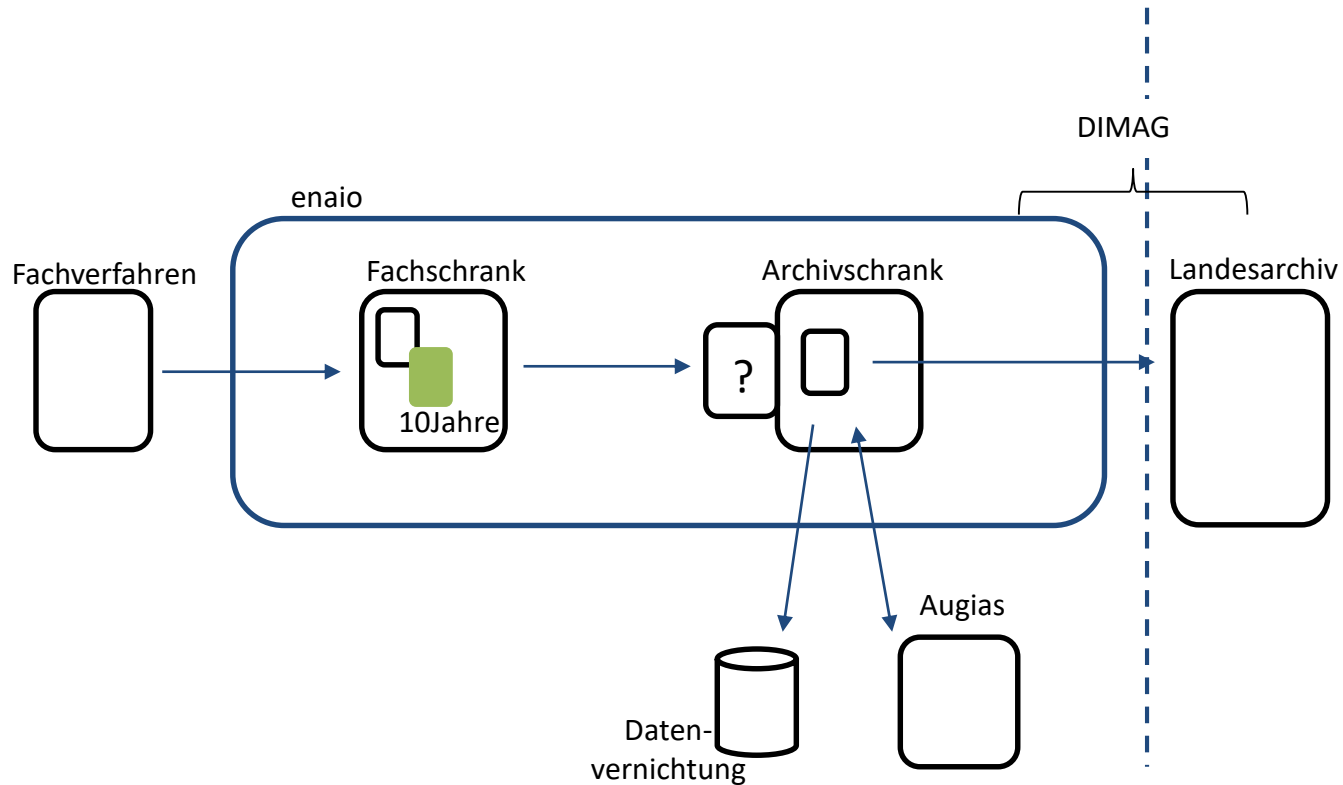 DIMAG
enaio
Fachverfahren
Fachschrank
Archivschrank
Landesarchiv
?
10Jahre
Augias
Daten-
vernichtung